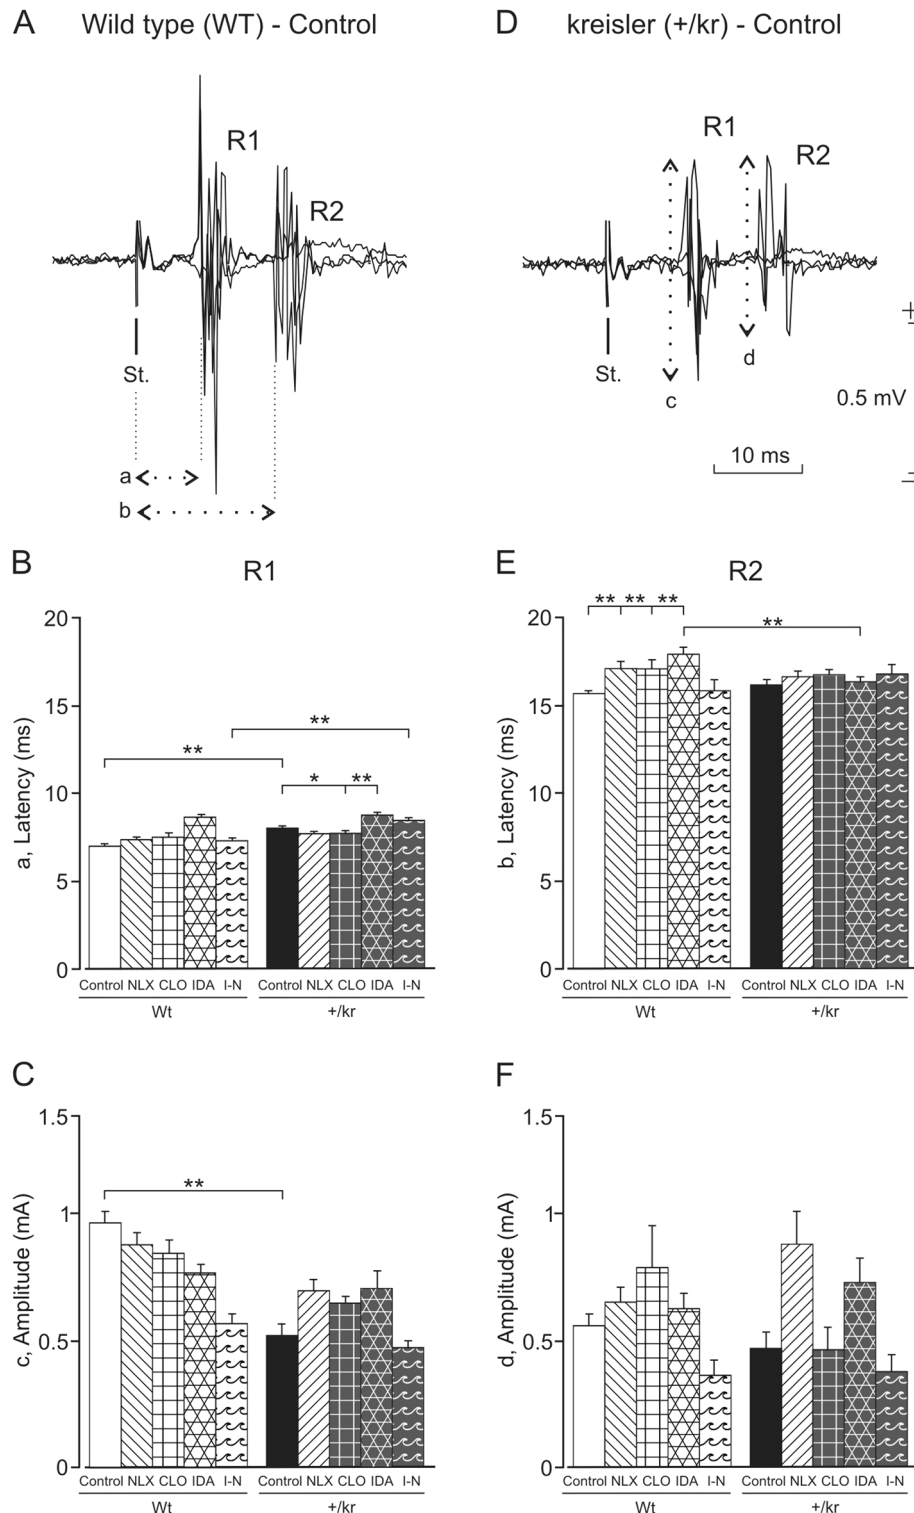 A Wild type (WT) - Control
R1
R2
St.
a
b
D kreisler (+/kr) - Control
R1
R2
St.
c
d
+
0.5 mV
–
10 ms
B R1
a, Latency (ms)
20
15
10
5
0
**
**
* **
Control NLX CLO IDA I-N Control NLX CLO IDA I-N
Wt +/kr
E R2
b, Latency (ms)
20
15
10
5
0
** ** **
**
Control NLX CLO IDA I-N Control NLX CLO IDA I-N
Wt +/kr
C
c, Amplitude (mA)
1.5
1
0.5
0
**
Control NLX CLO IDA I-N Control NLX CLO IDA I-N
Wt +/kr
F
d, Amplitude (mA)
1.5
1
0.5
0
Control NLX CLO IDA I-N Control NLX CLO IDA I-N
Wt +/kr